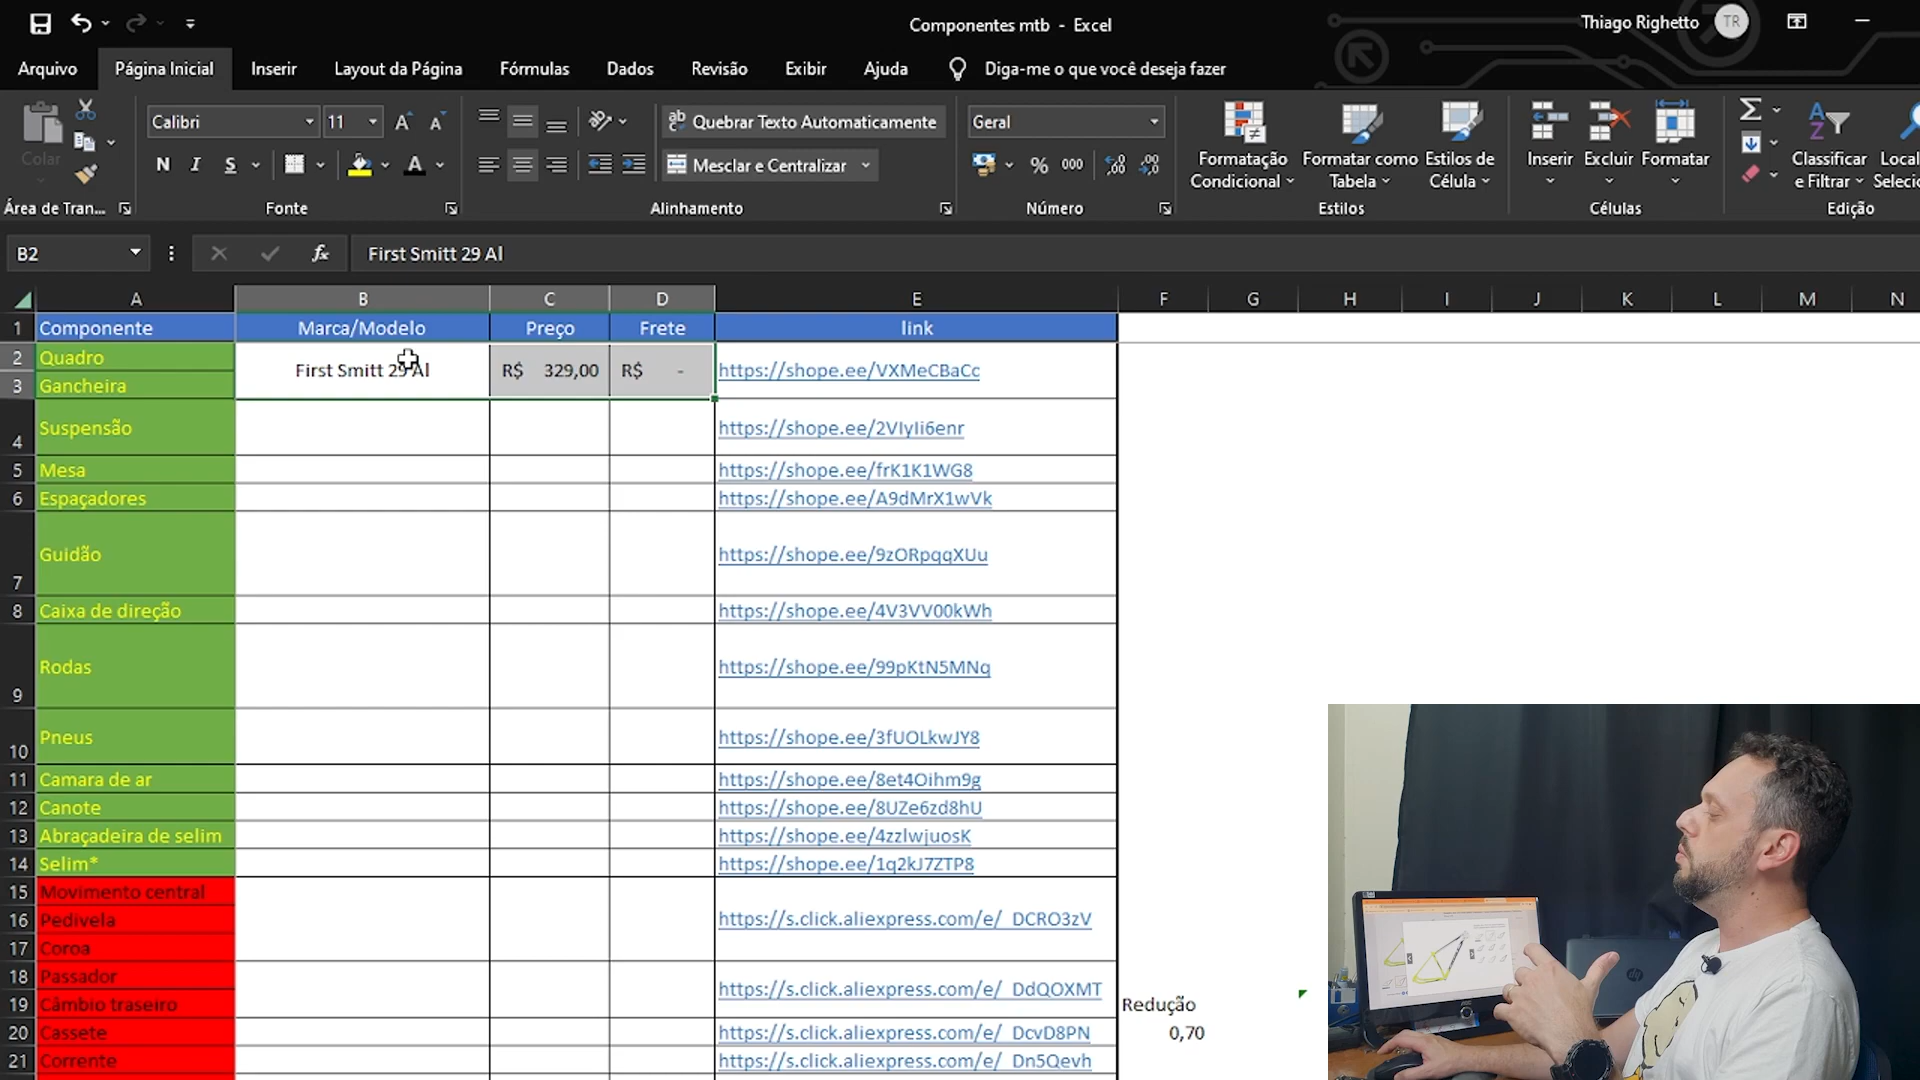 Componentes mtb - Excel
Thiago Righetto TR
Arquivo Página Inicial Inserir Layout da Página Fórmulas Dados Revisão Exibir Ajuda Diga-me o que você deseja fazer
Colar
Área de Tran...
Calibri 11
N I S
Fonte
Quebrar Texto Automaticamente
Mesclar e Centralizar
Alinhamento
Geral
% 000
Número
Formatação Condicional
Formatar como Tabela
Estilos de Célula
Estilos
Inserir Excluir Formatar
Células
Classificar e Filtrar
Local
Seleci
Edição
B2 fx First Smitt 29 Al
A B C D E F G H I J K L M N
1 Componente Marca/Modelo Preço Frete link
2 Quadro First Smitt 29 Al R$ 329,00 R$ - https://shope.ee/VXMeCBaCc
3 Gancheira
4 Suspensão https://shope.ee/2VIyIi6enr
5 Mesa https://shope.ee/frK1K1WG8
6 Espaçadores https://shope.ee/A9dMrX1wVk
7 Guidão https://shope.ee/9zORpqqXUu
8 Caixa de direção https://shope.ee/4V3VV00kWh
9 Rodas https://shope.ee/99pKtN5MNq
10 Pneus https://shope.ee/3fUOLkwJY8
11 Camara de ar https://shope.ee/8et4Oihm9g
12 Canote https://shope.ee/8UZe6zd8hU
13 Abraçadeira de selim https://shope.ee/4zzlwjuosK
14 Selim* https://shope.ee/1q2kJ7ZTP8
15 Movimento central
16 Pedivela https://s.click.aliexpress.com/e/_DCRO3zV
17 Coroa
18 Passador
19 Câmbio traseiro https://s.click.aliexpress.com/e/_DdQOXMT Redução
20 Cassete https://s.click.aliexpress.com/e/_DcvD8PN 0,70
21 Corrente https://s.click.aliexpress.com/e/_Dn5Qevh